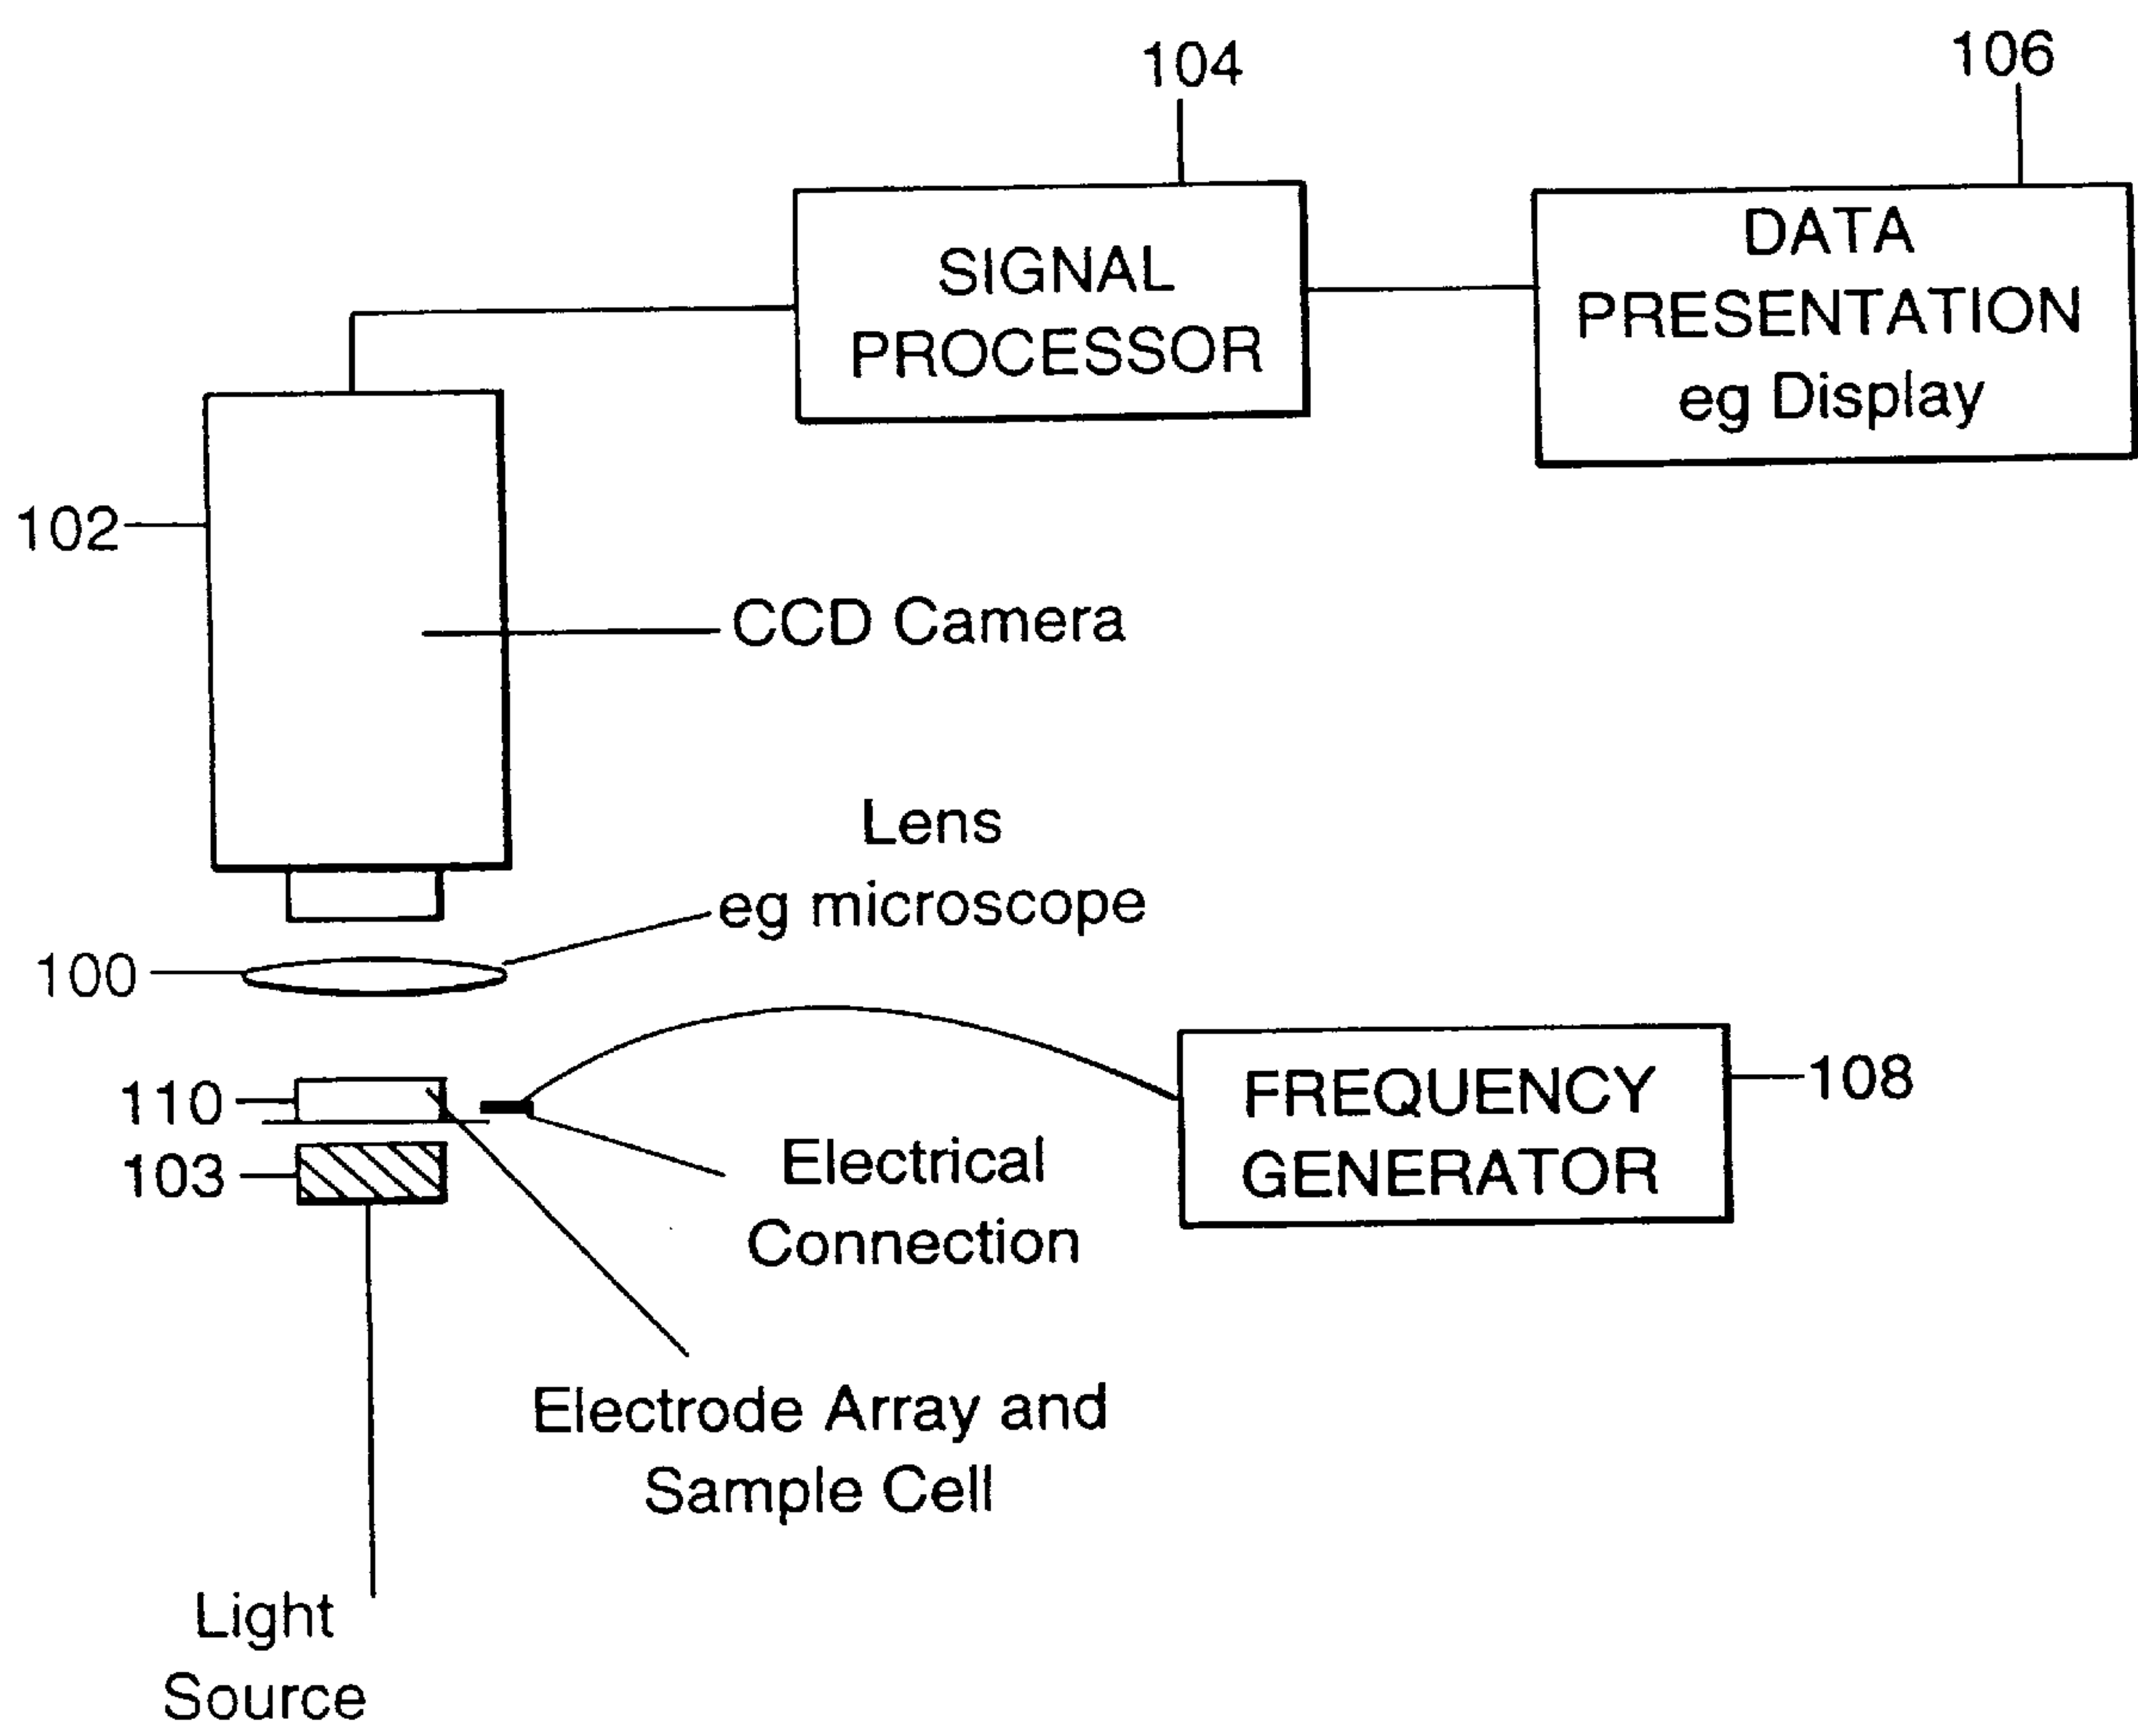 104
106
SIGNAL
PROCESSOR
DATA
PRESENTATION
eg Display
102
CCD Camera
Lens
eg microscope
100
110
103
FREQUENCY
GENERATOR
108
Electrical
Connection
Electrode Array and
Sample Cell
Light
Source